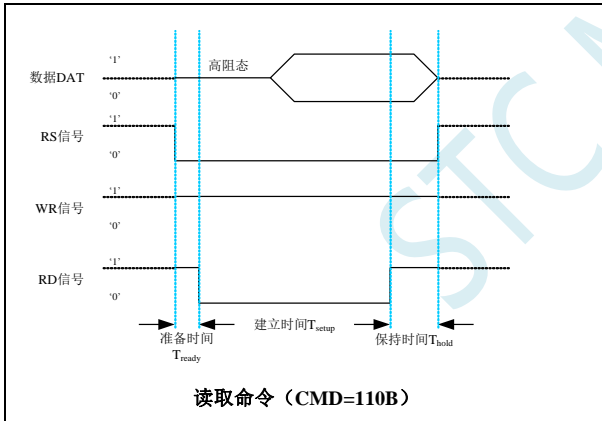 ‘1’
高阻态
数据DAT
‘0’
‘1’
RS信号
‘0’
‘1’
WR信号
‘0’
‘1’
RD信号
‘0’
准备时间
Tready
建立时间Tsetup
保持时间Thold
读取命令（CMD=110B）
STCM